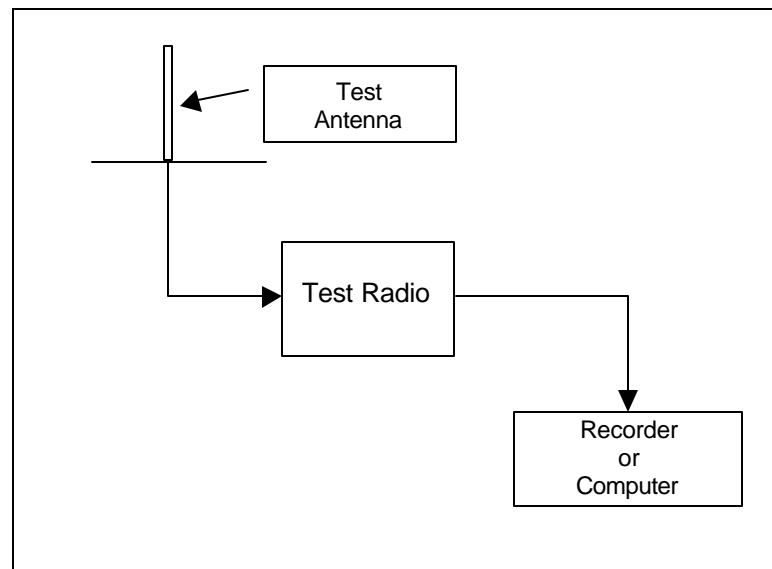 Test
Antenna
Test Radio
Recorder
or
Computer